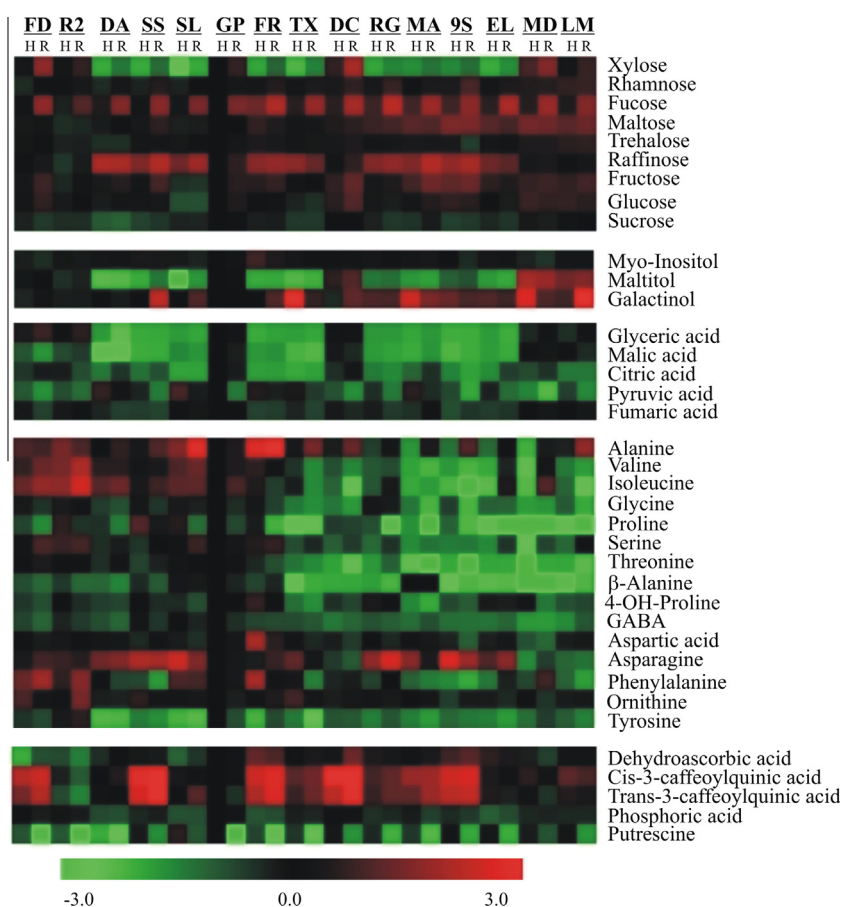 FD R2 DA SS SL GP FR TX DC RG MA 9S EL MD LM
H R H R H R H R H R H R H R H R H R H R H R H R H R H R H R
Xylose
Rhamnose
Fucose
Maltose
Trehalose
Raffinose
Fructose
Glucose
Sucrose
Myo-Inositol
Maltitol
Galactinol
Glyceric acid
Malic acid
Citric acid
Pyruvic acid
Fumaric acid
Alanine
Valine
Isoleucine
Glycine
Proline
Serine
Threonine
β-Alanine
4-OH-Proline
GABA
Aspartic acid
Asparagine
Phenylalanine
Ornithine
Tyrosine
Dehydroascorbic acid
Cis-3-caffeoylquinic acid
Trans-3-caffeoylquinic acid
Phosphoric acid
Putrescine
-3.0 0.0 3.0